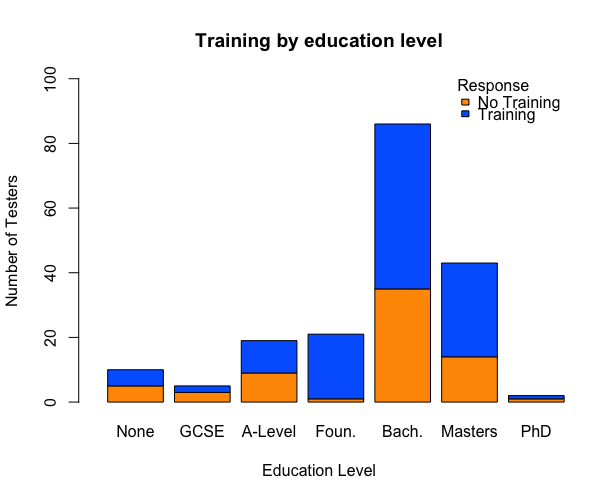 Training by education level
Response
No Training
Training
100
80
60
40
20
0
Number of Testers
None GCSE A-Level Foun. Bach. Masters PhD
Education Level